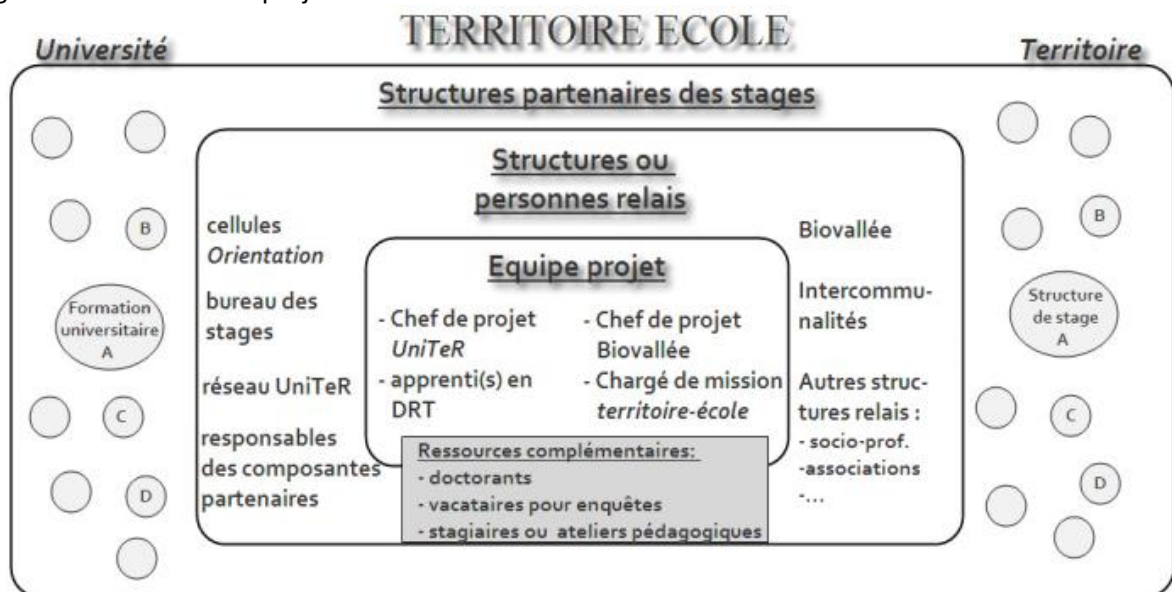 TERRITOIRE ECOLE
Université
Territoire
Structures partenaires des stages
Structures ou
personnes relais
cellules
Orientation
bureau des
stages
réseau UniTeR
responsables
des composantes
partenaires
Equipe projet
- Chef de projet
UniTeR
- apprenti(s) en
DRT
- Chef de projet
Biovallée
- Chargé de mission
territoire-école
Ressources complémentaires:
- doctorants
- vacataires pour enquêtes
- stagiaires ou ateliers pédagogiques
Biovallée
Intercommu-
nalités
Autres struc-
tures relais :
- socio-prof.
-associations
-...
B
Formation
universitaire
A
C
D
B
Structure
de stage
A
C
D